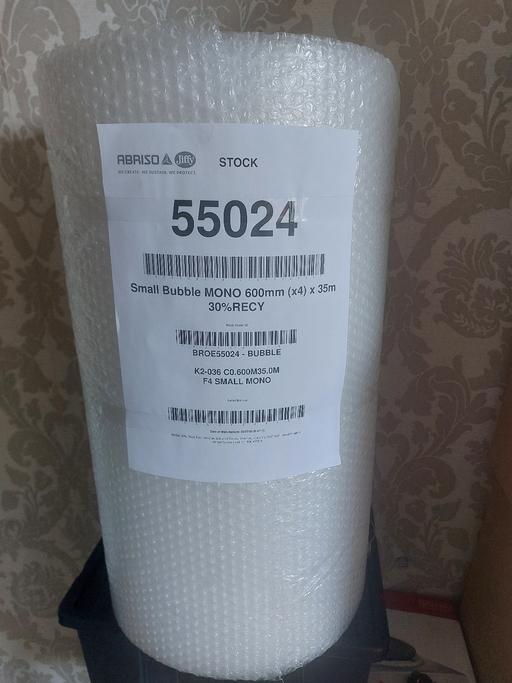 ABRISO Jiffy STOCK
WE CREATE. WE SUSTAIN. WE PROTECT.
55024
Small Bubble MONO 600mm (x4) x 35m
30%RECY
BROE55024 - BUBBLE
K2-036 C0.600M35.0M
F4 SMALL MONO